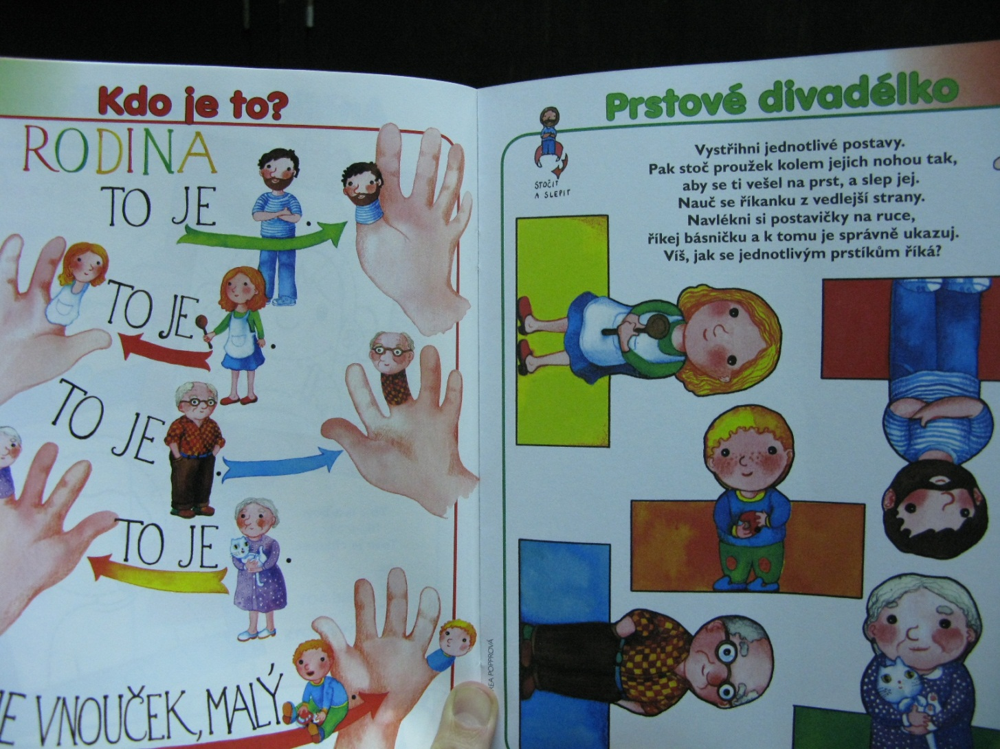 Kdo je to?
RODINA
TO JE
TO JE
TO JE
TO JE
JE VNOUČEK, MALÝ
Prstové divadélko
STOČIT
A SLEPIT
Vystřihni jednotlivé postavy.
Pak stoč proužek kolem jejich nohou tak,
aby se ti vešel na prst, a slep jej.
Nauč se říkanku z vedlejší strany.
Navlékni si postavičky na ruce,
říkej básničku a k tomu je správně ukazuj.
Víš, jak se jednotlivým prstíkům říká?
POPPROVÁ